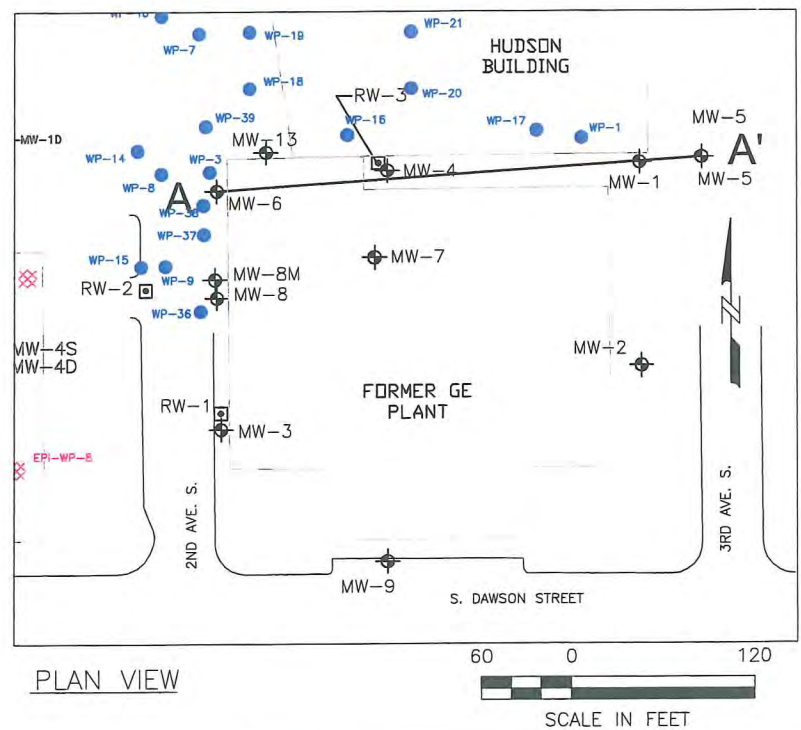 WP-21
WP-7
WP-19
HUDSON
BUILDING
WP-18
RW-3
WP-20
WP-39
WP-16
WP-17
WP-1
MW-5
MW-1D
MW-13
WP-14
WP-3
A'
MW-4
MW-1
MW-5
WP-8
A
MW-6
WP-38
WP-37
MW-7
WP-15
WP-9
MW-8M
RW-2
MW-8
WP-36
N
MW-4S
MW-4D
MW-2
FORMER GE
PLANT
RW-1
MW-3
EPI-WP-8
2ND AVE. S.
3RD AVE S.
MW-9
S. DAWSON STREET
PLAN VIEW
60 0 120
SCALE IN FEET